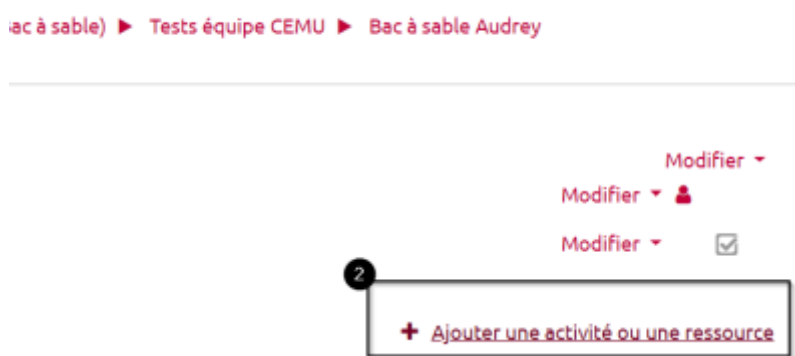 ac à sable) ► Tests équipe CEMU ► Bac à sable Audrey
Modifier
Modifier
Modifier
2
+ Ajouter une activité ou une ressource